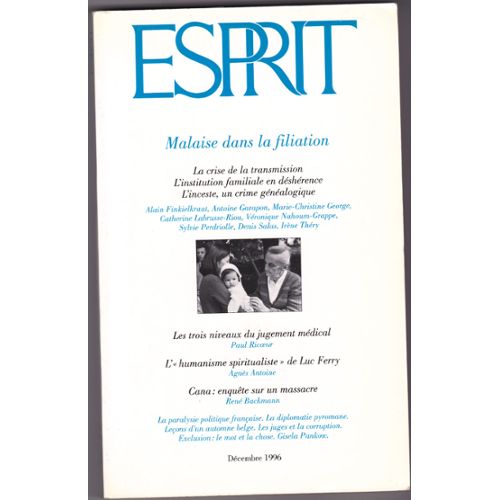 ESPRIT
Malaise dans la filiation
La crise de la transmission
L'institution familiale en déshérence
L'inceste, un crime généalogique
Alain Finkielkraut, Antoine Garapon, Marie-Christine George,
Catherine Labrusse-Riou, Véronique Nahoum-Grappe,
Sylvie Perdriolle, Denis Salas, Irène Théry
Les trois niveaux du jugement médical
Paul Ricœur
L'« humanisme spiritualiste » de Luc Ferry
Agnès Antoine
Cana : enquête sur un massacre
René Backmann
La paralysie politique française. La diplomatie pyromane.
Leçons d'un automne belge. Les juges et la corruption.
Exclusion : le mot et la chose. Gisela Pankow.
Décembre 1996